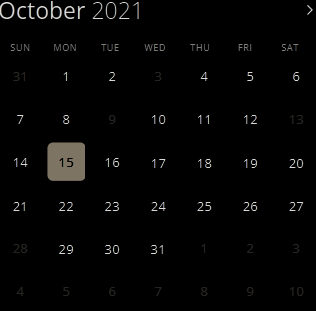 October 2021
SUN MON TUE WED THU FRI SAT
31 1 2 3 4 5 6
7 8 9 10 11 12 13
14 15 16 17 18 19 20
21 22 23 24 25 26 27
28 29 30 31 1 2 3
4 5 6 7 8 9 10